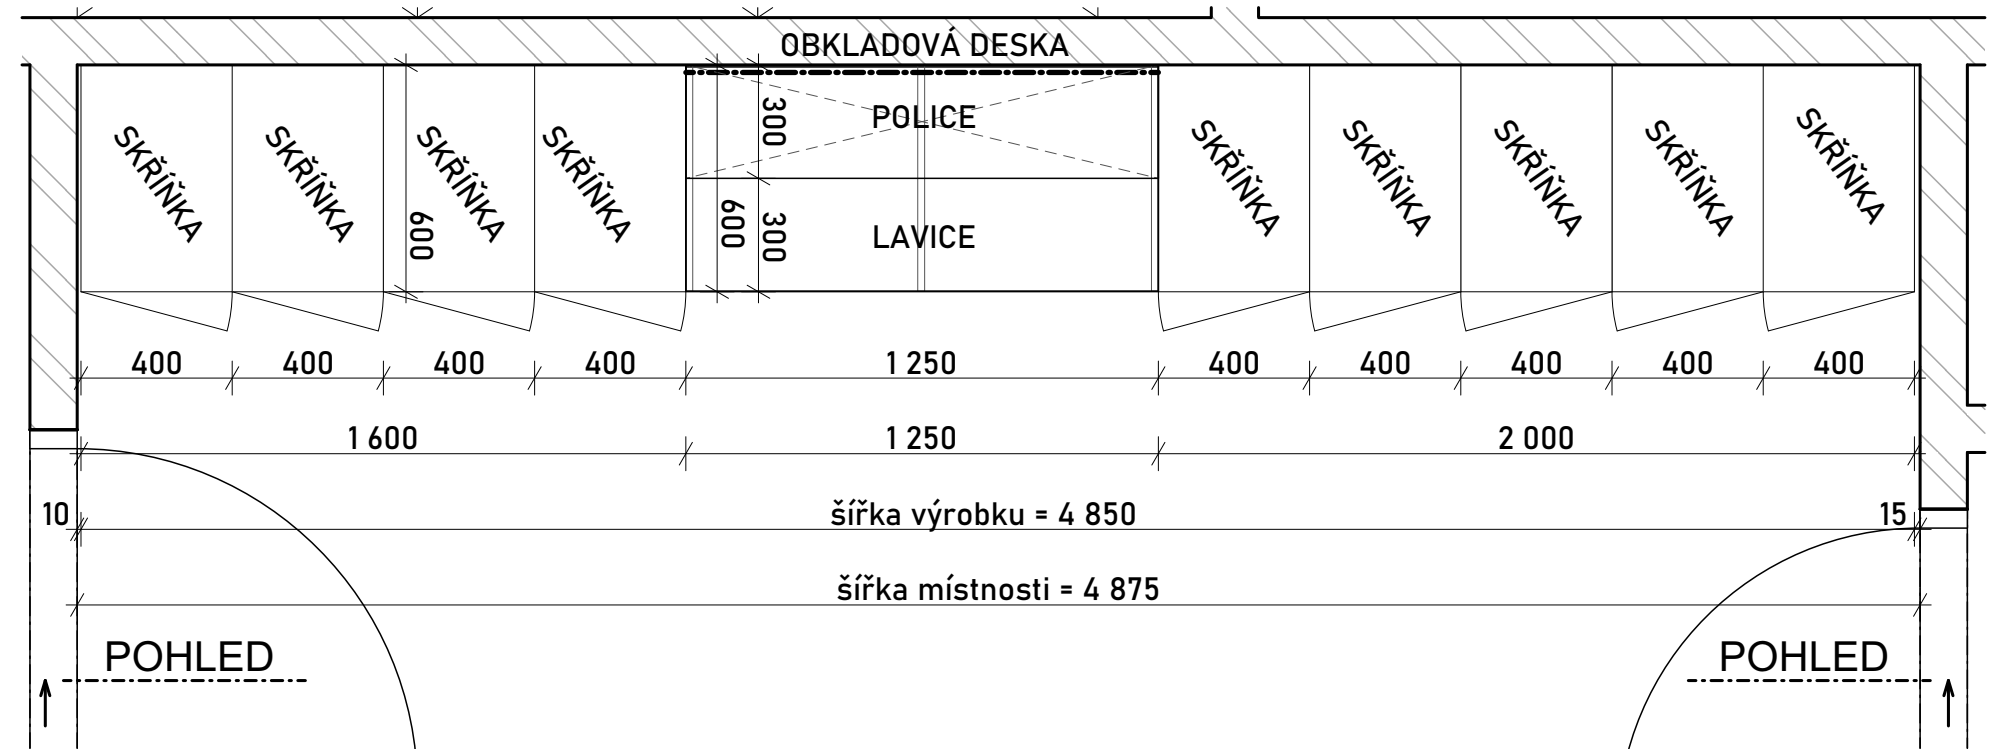 OBKLADOVÁ DESKA
SKŘÍŇKA
SKŘÍŇKA
SKŘÍŇKA
SKŘÍŇKA
600
600
300
300
POLICE
LAVICE
SKŘÍŇKA
SKŘÍŇKA
SKŘÍŇKA
SKŘÍŇKA
SKŘÍŇKA
400 400 400 400 1 250 400 400 400 400 400
1 600 1 250 2 000
10 šířka výrobku = 4 850 15
šířka místnosti = 4 875
POHLED POHLED